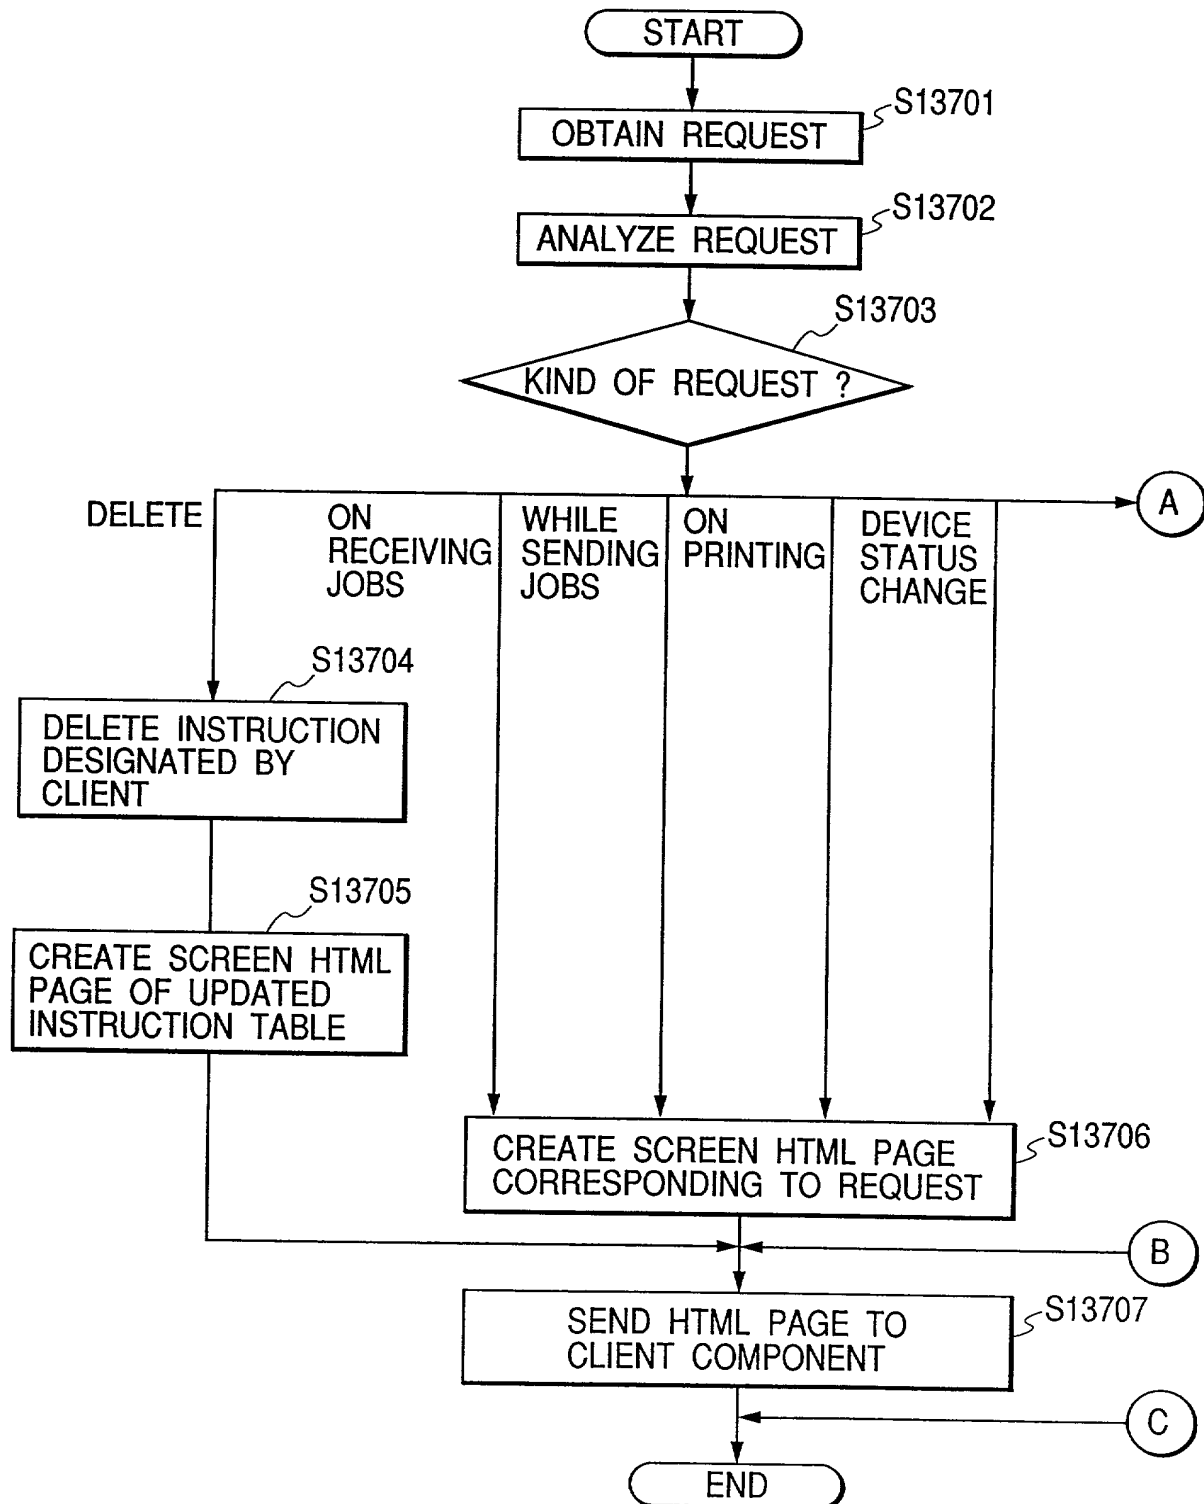 START
S13701
OBTAIN REQUEST
S13702
ANALYZE REQUEST
S13703
KIND OF REQUEST ?
A
DELETE
ON
RECEIVING
JOBS
WHILE
SENDING
JOBS
ON
PRINTING
DEVICE
STATUS
CHANGE
S13704
DELETE INSTRUCTION
DESIGNATED BY
CLIENT
S13705
CREATE SCREEN HTML
PAGE OF UPDATED
INSTRUCTION TABLE
S13706
CREATE SCREEN HTML PAGE
CORRESPONDING TO REQUEST
B
S13707
SEND HTML PAGE TO
CLIENT COMPONENT
C
END